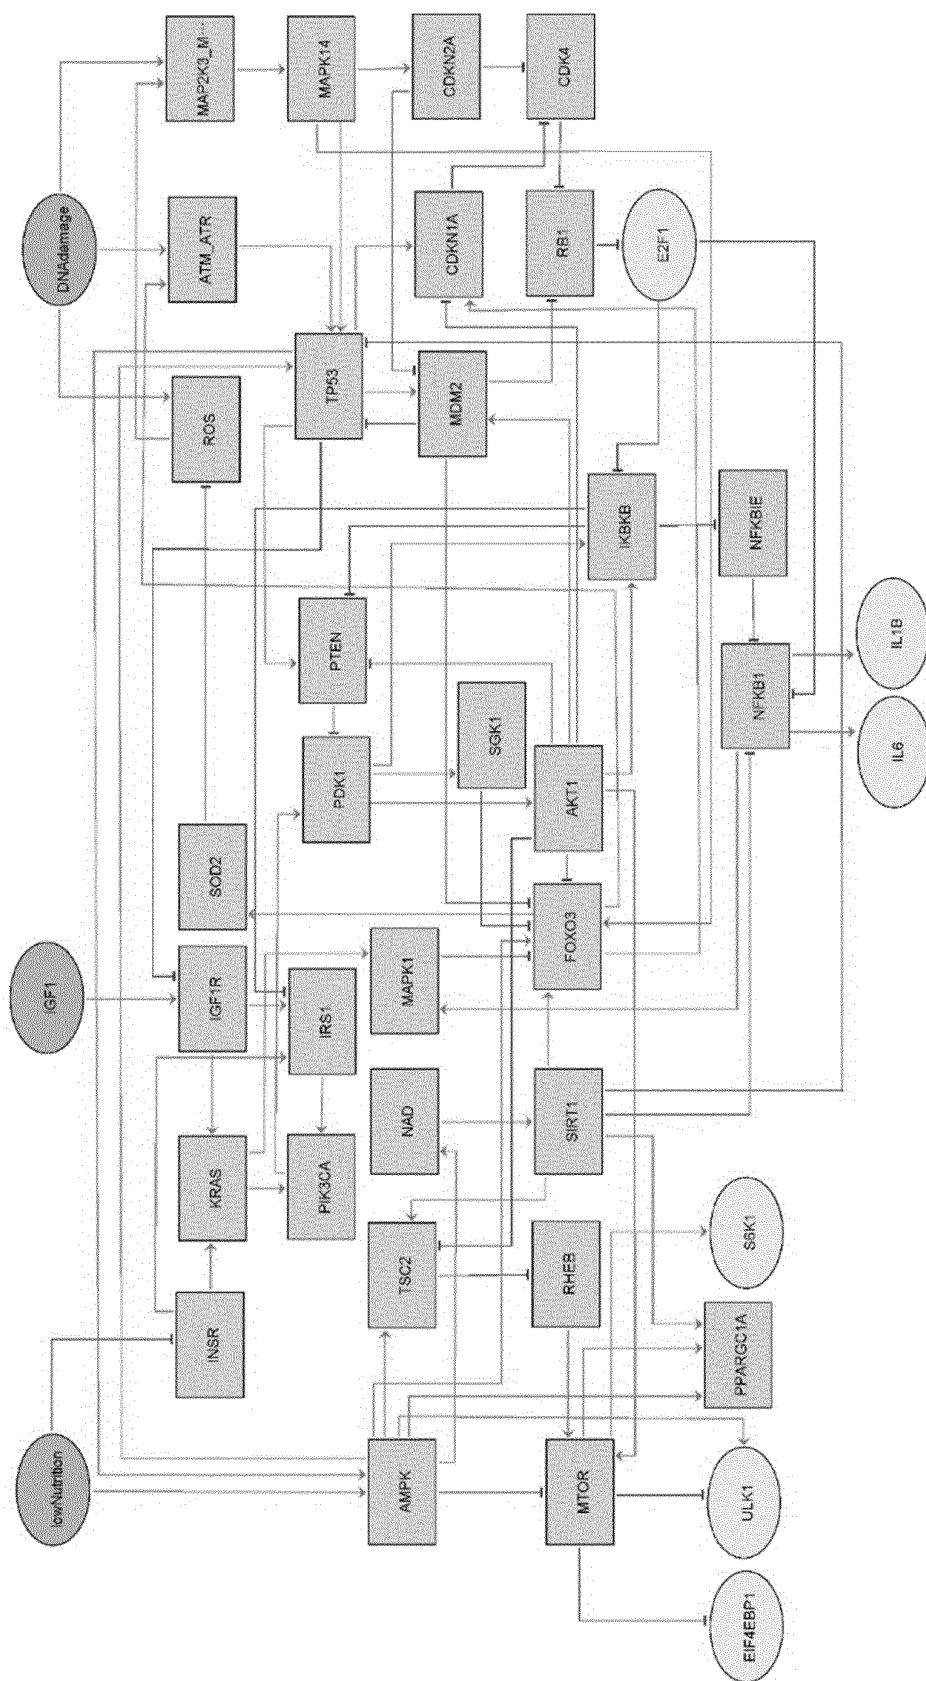 lowNutrition
IGF1
DNAdamage
INSR
KRAS
IGF1R
SOD2
ROS
ATM_ATR
MAP2K3_M...
PIK3CA
IRS1
PDK1
PTEN
TP53
MAPK14
AMPK
TSC2
NAD
MAPK1
SGK1
MDM2
CDKN1A
CDKN2A
MTOR
RHEB
SIRT1
FOXO3
AKT1
IKBKB
RB1
CDK4
EIF4EBP1
ULK1
PPARGC1A
S6K1
NFKB1
NFKBIE
E2F1
IL6
IL1B